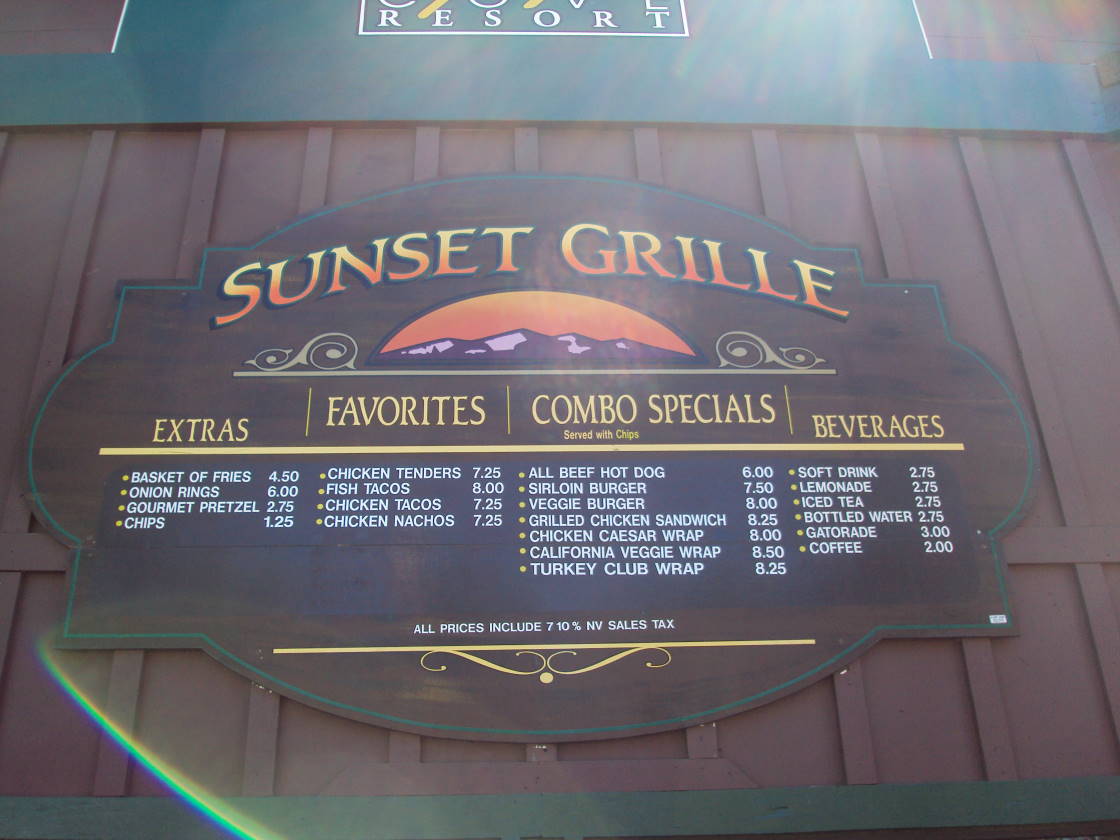 RESORT
SUNSET GRILLE
EXTRAS
BASKET OF FRIES 4.50
ONION RINGS 6.00
GOURMET PRETZEL 2.75
CHIPS 1.25
FAVORITES
CHICKEN TENDERS 7.25
FISH TACOS 8.00
CHICKEN TACOS 7.25
CHICKEN NACHOS 7.25
COMBO SPECIALS
Served with Chips
ALL BEEF HOT DOG 6.00
SIRLOIN BURGER 7.50
VEGGIE BURGER 8.00
GRILLED CHICKEN SANDWICH 8.25
CHICKEN CAESAR WRAP 8.00
CALIFORNIA VEGGIE WRAP 8.50
TURKEY CLUB WRAP 8.25
BEVERAGES
SOFT DRINK 2.75
LEMONADE 2.75
ICED TEA 2.75
BOTTLED WATER 2.75
GATORADE 3.00
COFFEE 2.00
ALL PRICES INCLUDE 7 10 % NV SALES TAX